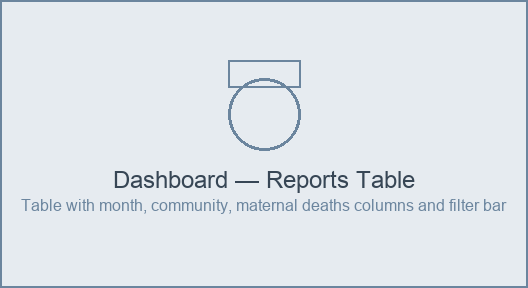 Dashboard — Reports Table
Table with month, community, maternal deaths columns and filter bar